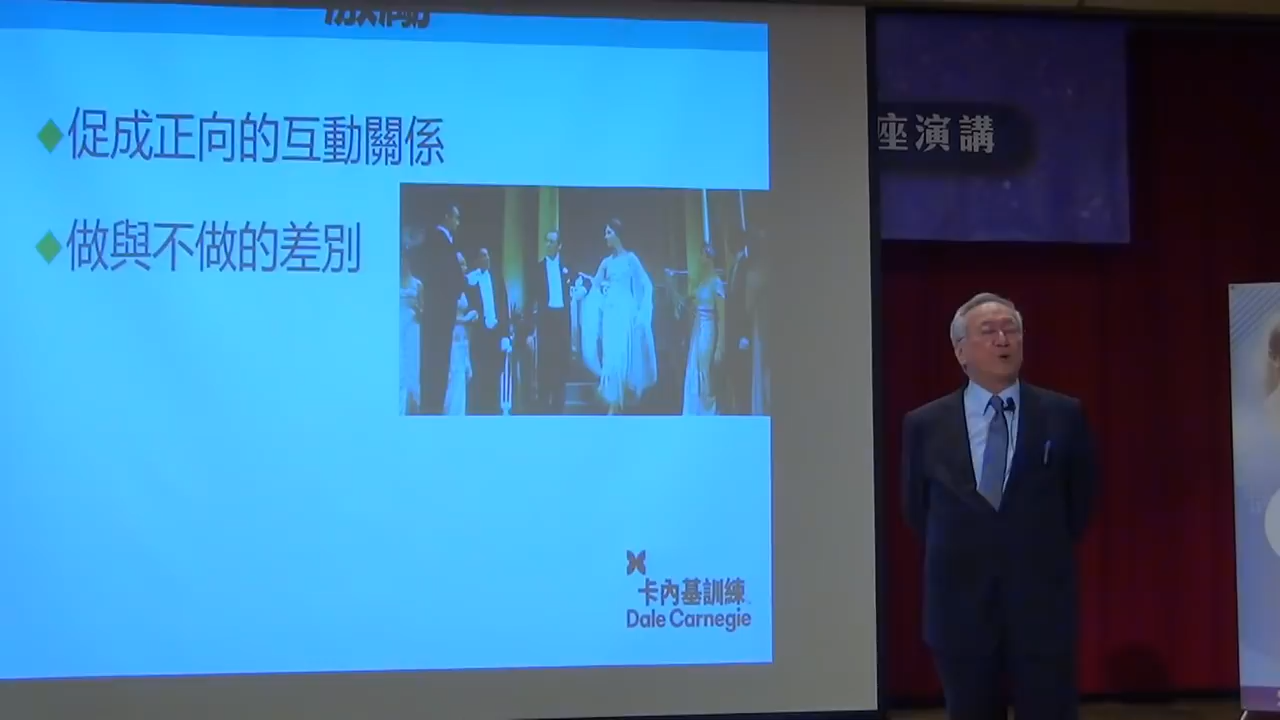 促成正向的互動關係
做與不做的差別
座演講
卡內基訓練
Dale Carnegie